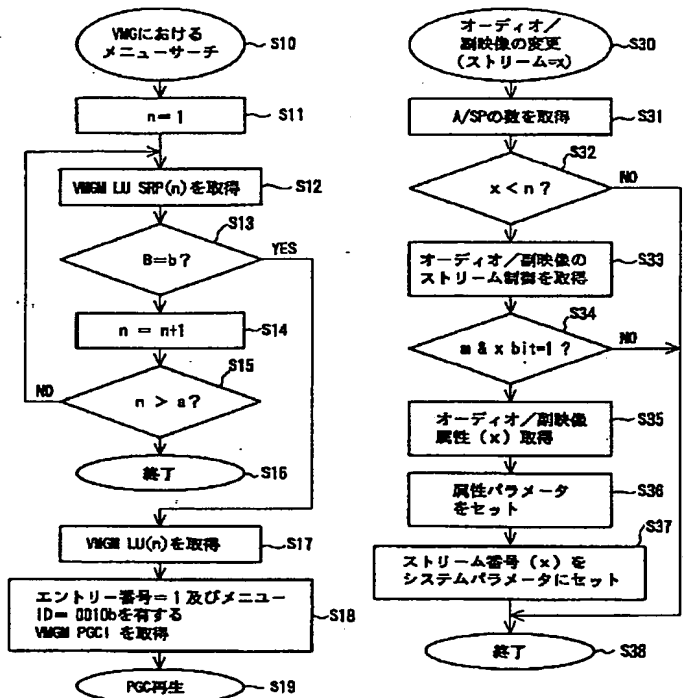 VMGにおける
メニューサーチ
S10
n=1
S11
VMGM LU SRP(n)を取得
S12
S13
B=b?
YES
n = n+1
S14
S15
NO
n > a?
終了
S16
VMGM LU(n)を取得
S17
エントリー番号=1及びメニュー
ID= 0010bを有する
VMGM PGCI を取得
S18
PGC再生
S19
オーディオ/
副映像の変更
(ストリーム=x)
S30
A/SPの数を取得
S31
S32
x < n ?
NO
オーディオ/副映像の
ストリーム制御を取得
S33
S34
m & x bit=1 ?
NO
オーディオ/副映像
属性 (x) 取得
S35
属性パラメータ
をセット
S36
S37
ストリーム番号 (x) を
システムパラメータにセット
終了
S38